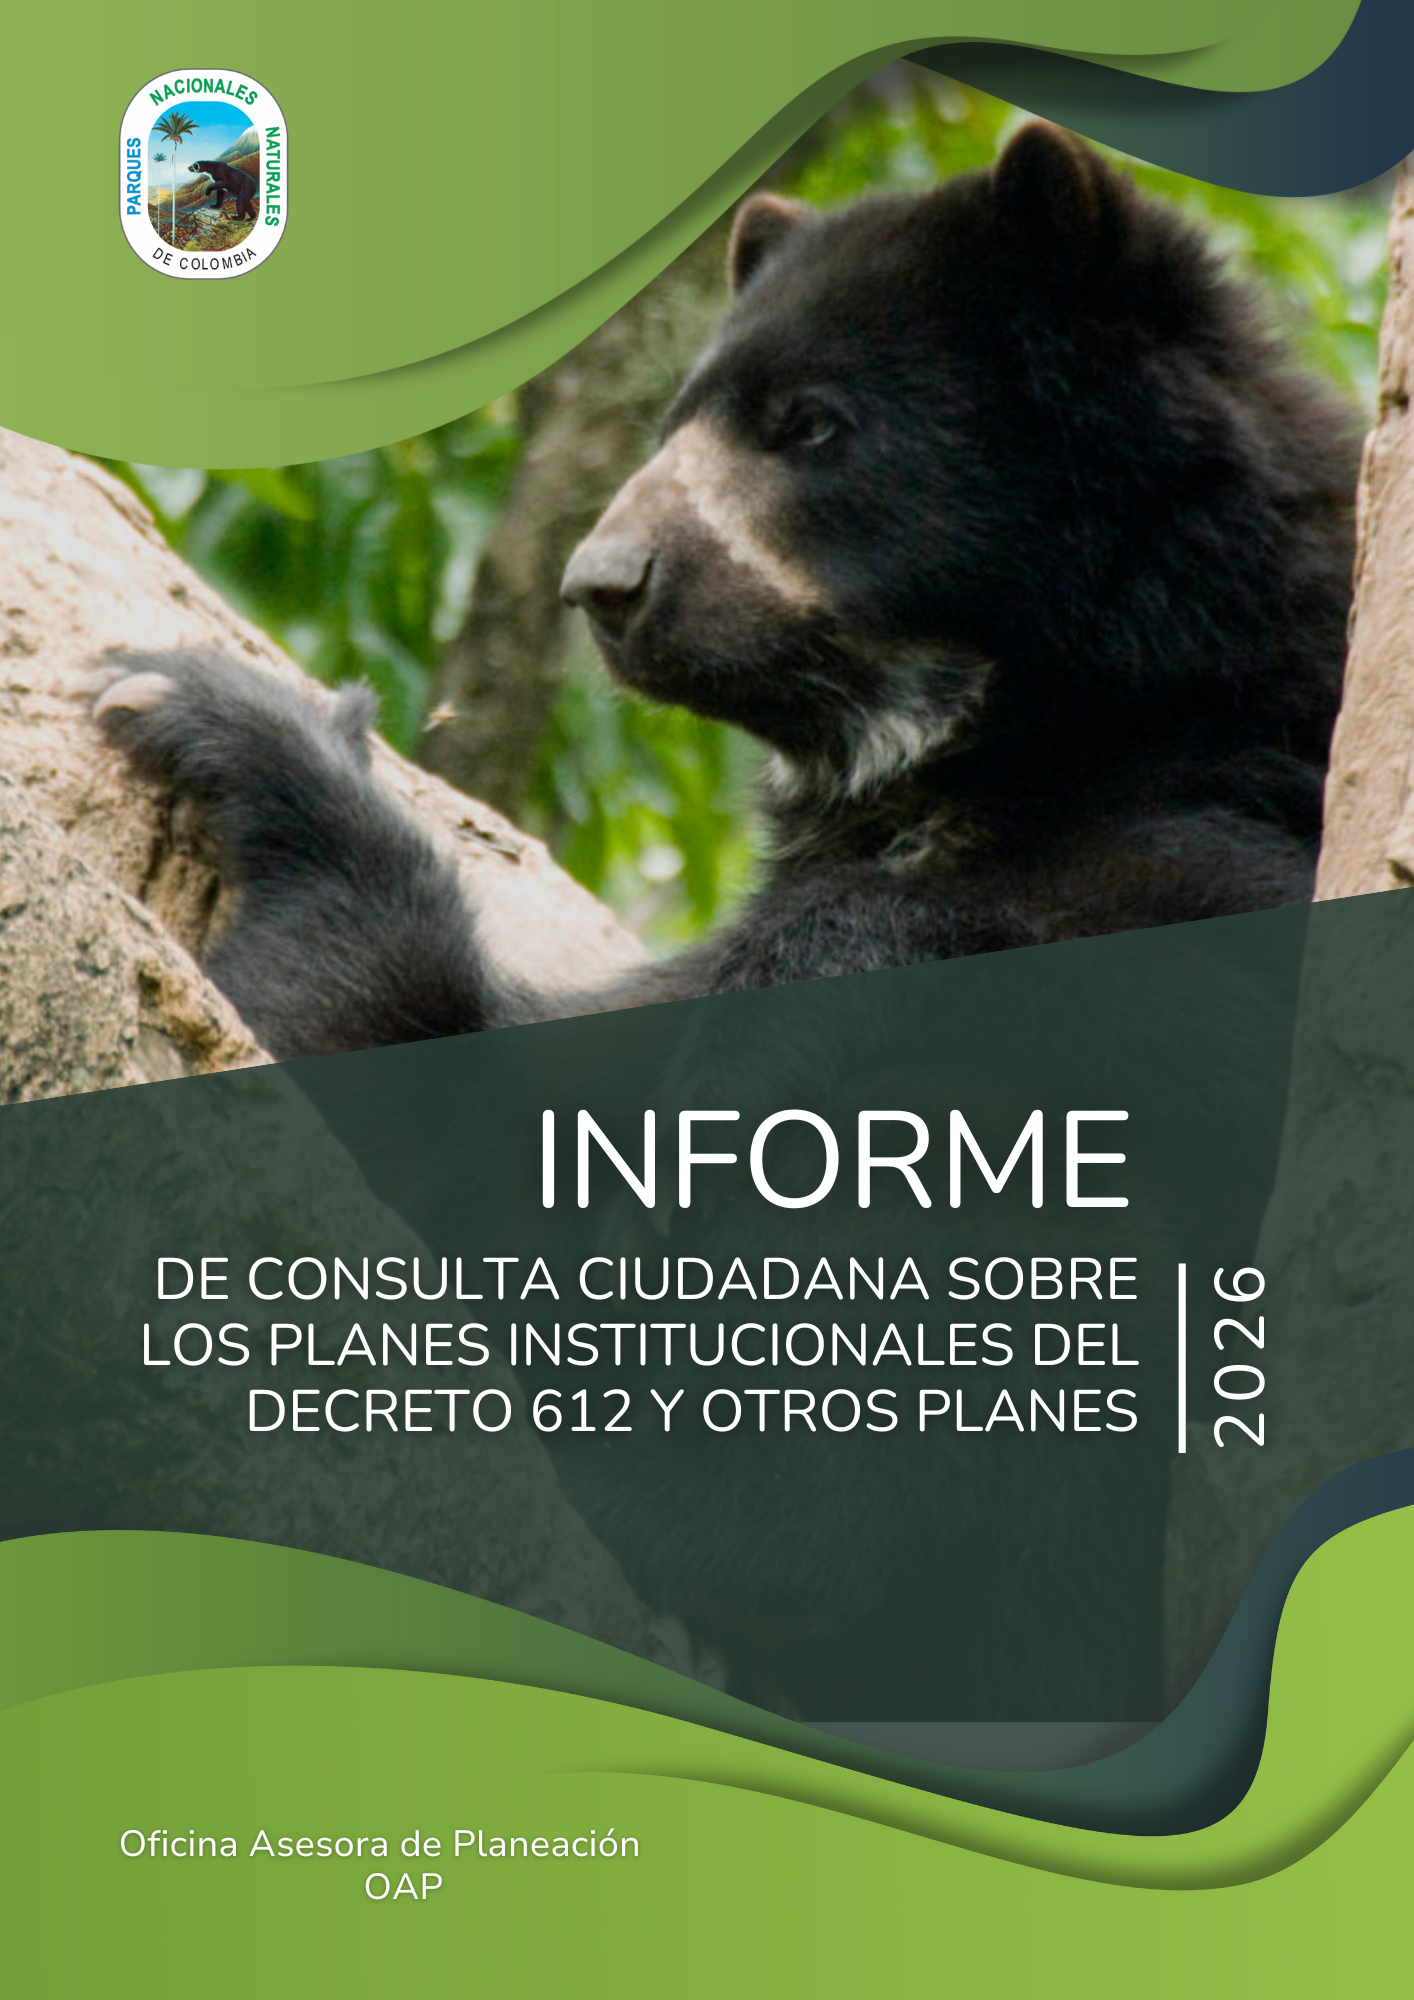 PARQUES
NACIONALES
NATURALES
DE COLOMBIA
INFORME
DE CONSULTA CIUDADANA SOBRE
LOS PLANES INSTITUCIONALES DEL
DECRETO 612 Y OTROS PLANES
2026
Oficina Asesora de Planeación
OAP